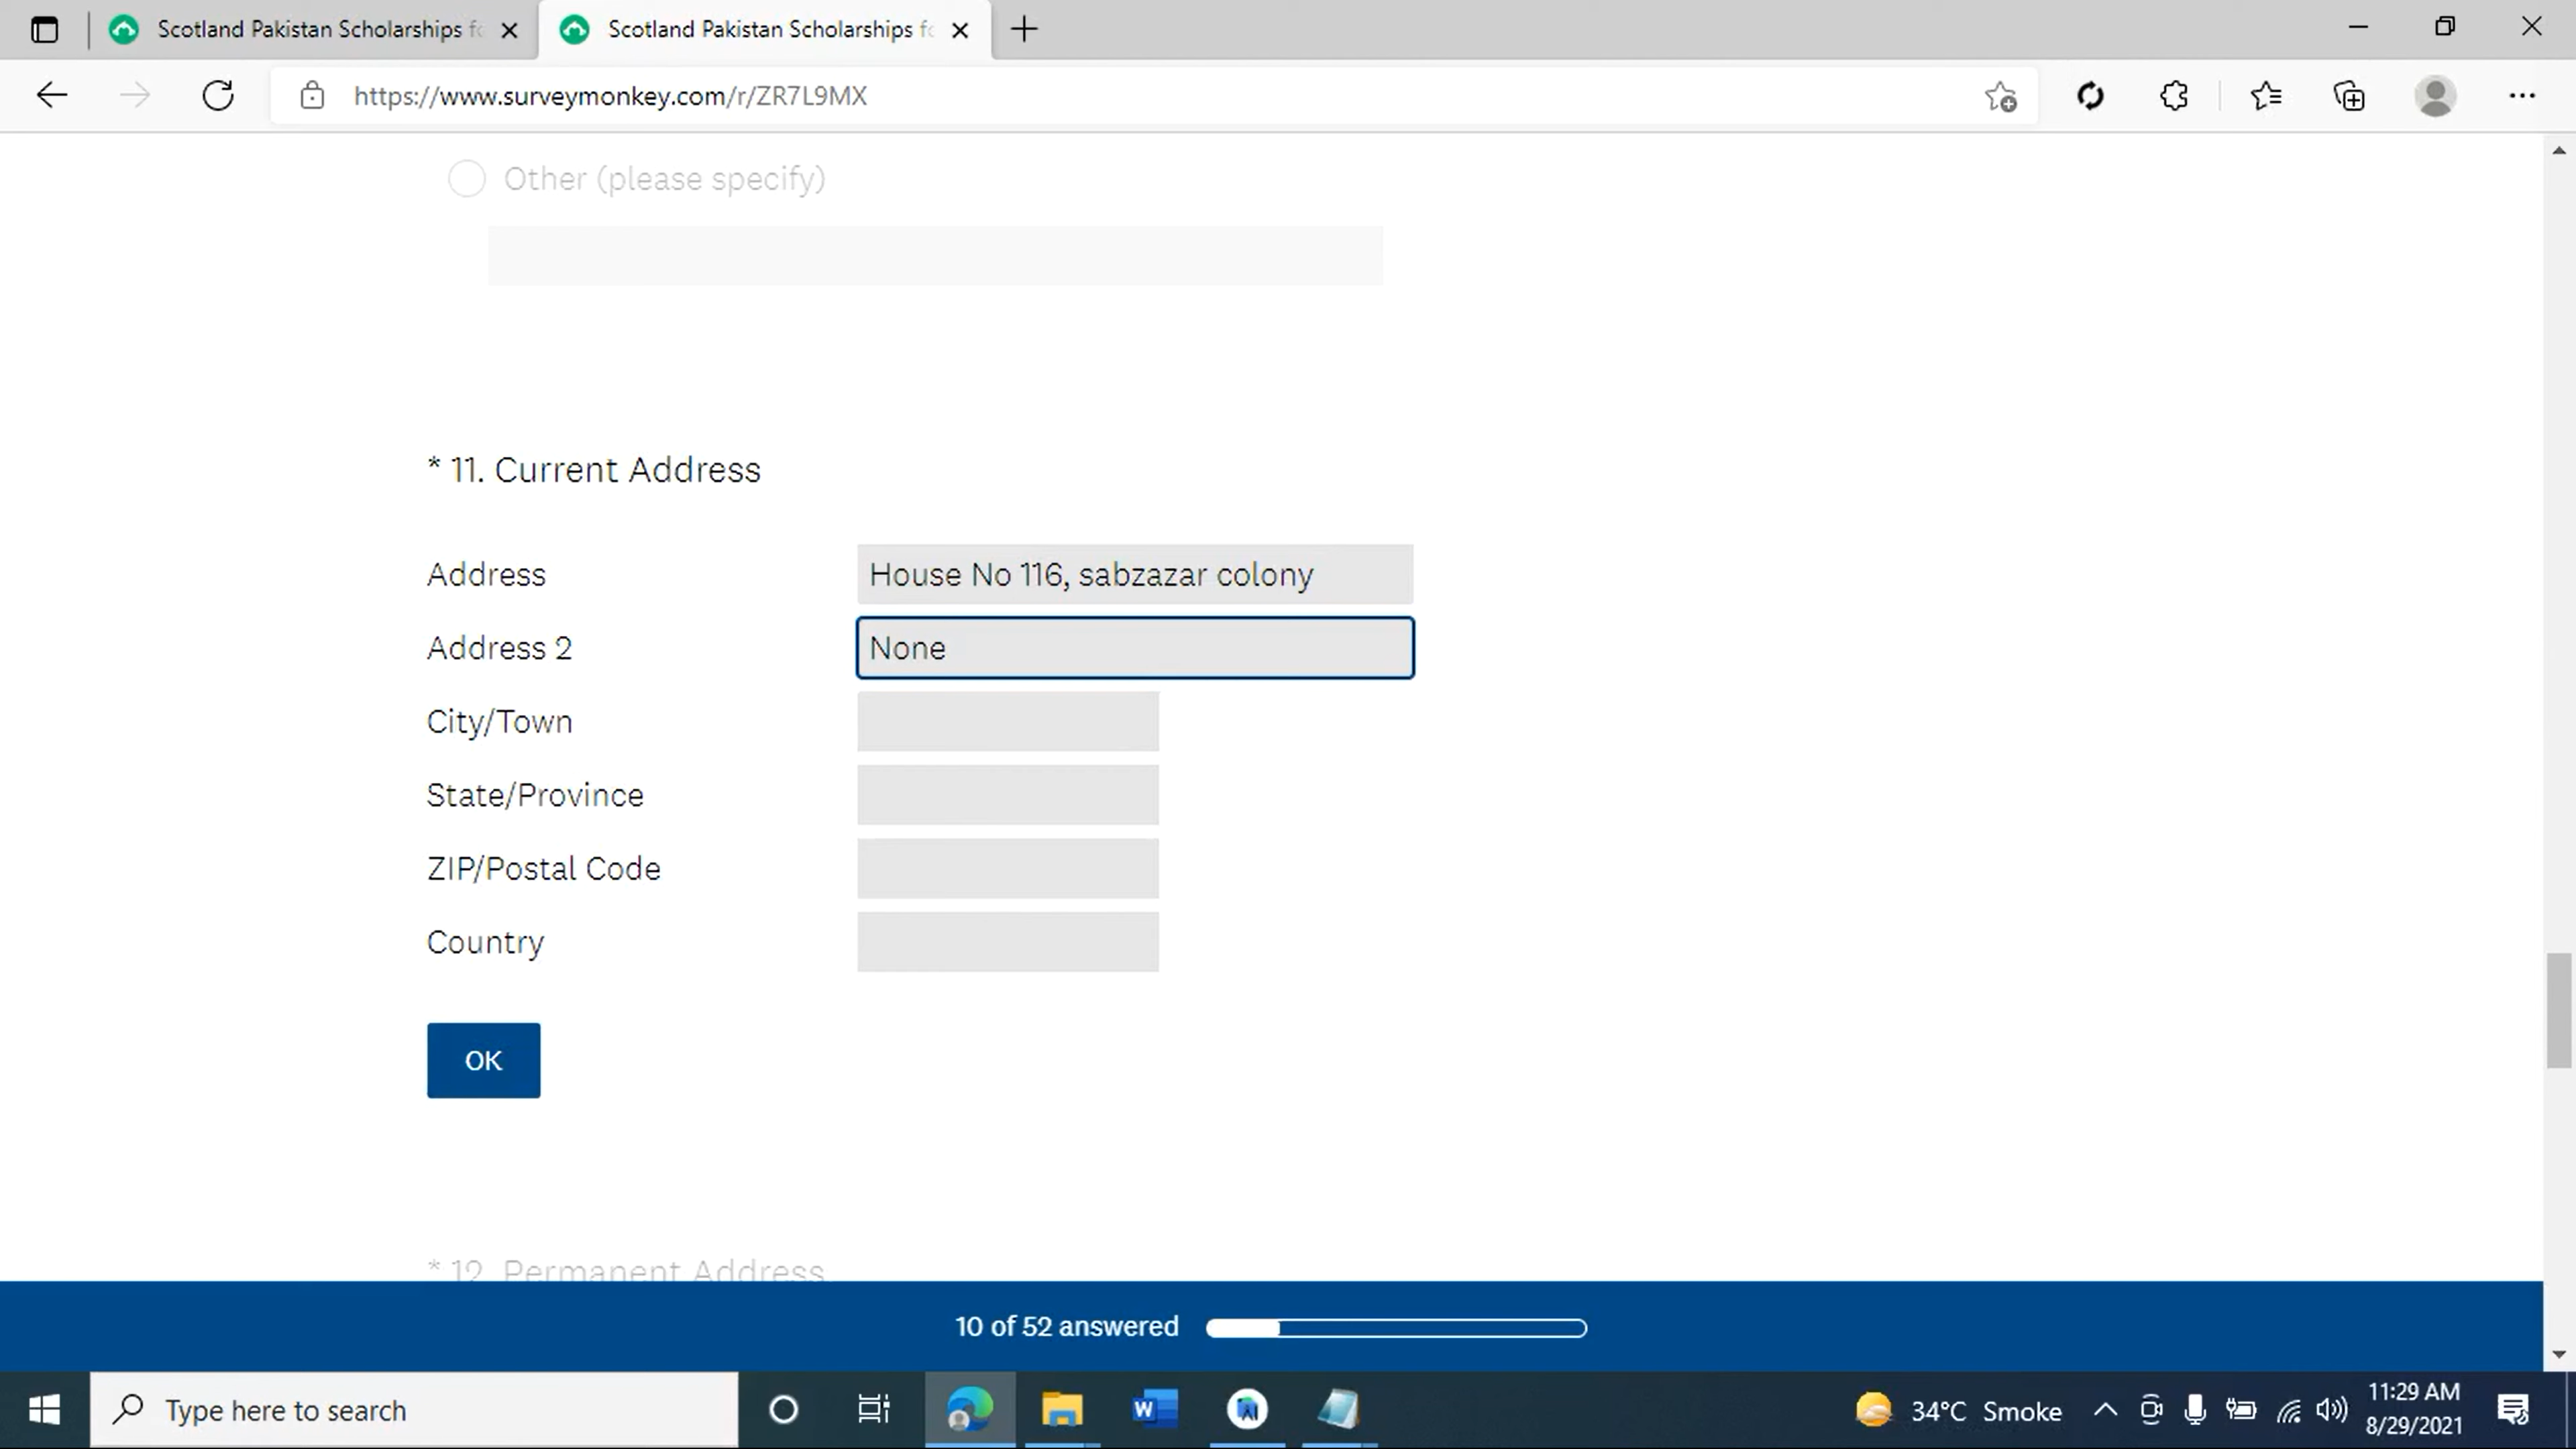 Scotland Pakistan Scholarships fo
Scotland Pakistan Scholarships fo
https://www.surveymonkey.com/r/ZR7L9MX
Other (please specify)
* 11. Current Address
Address
House No 116, sabzazar colony
Address 2
None
City/Town
State/Province
ZIP/Postal Code
Country
OK
* 12. Permanent Address
10 of 52 answered
Type here to search
34°C Smoke
11:29 AM
8/29/2021